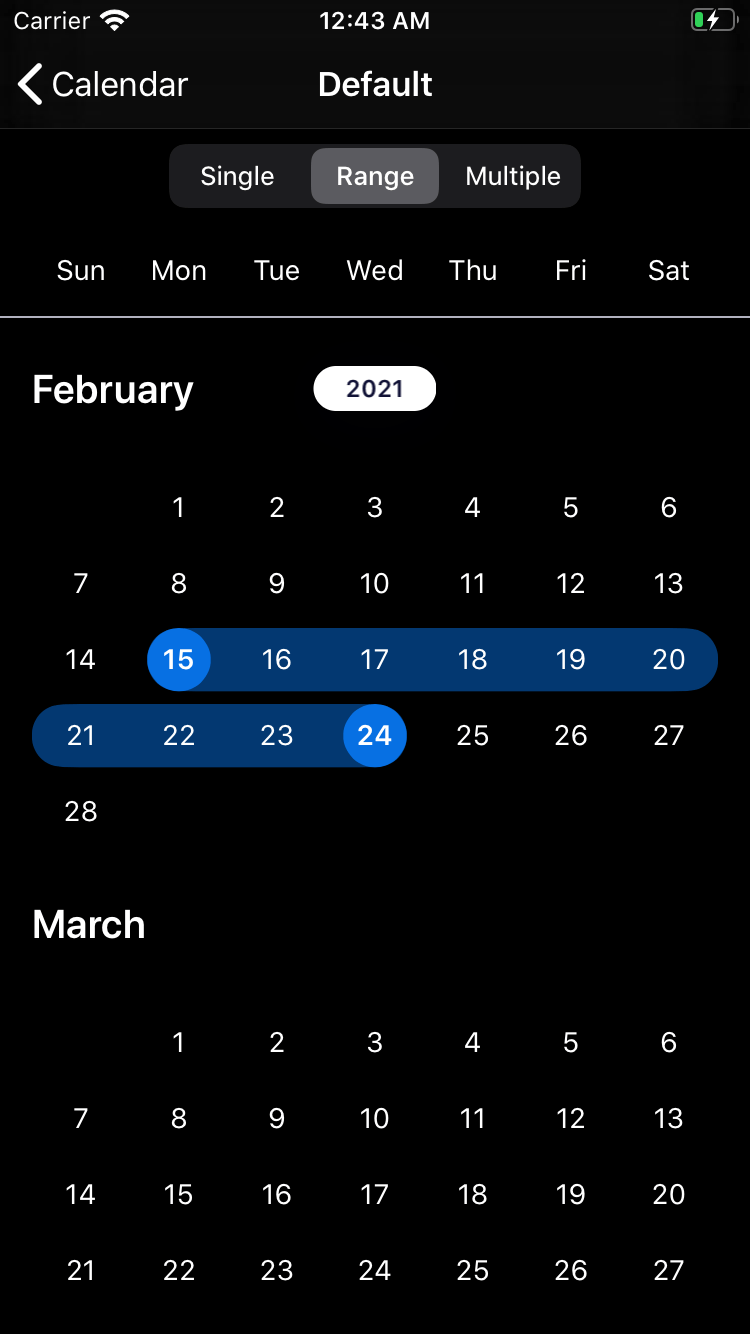 Carrier 12:43 AM
Calendar Default
Single Range Multiple
Sun Mon Tue Wed Thu Fri Sat
February 2021
1 2 3 4 5 6
7 8 9 10 11 12 13
14 15 16 17 18 19 20
21 22 23 24 25 26 27
28
March
1 2 3 4 5 6
7 8 9 10 11 12 13
14 15 16 17 18 19 20
21 22 23 24 25 26 27